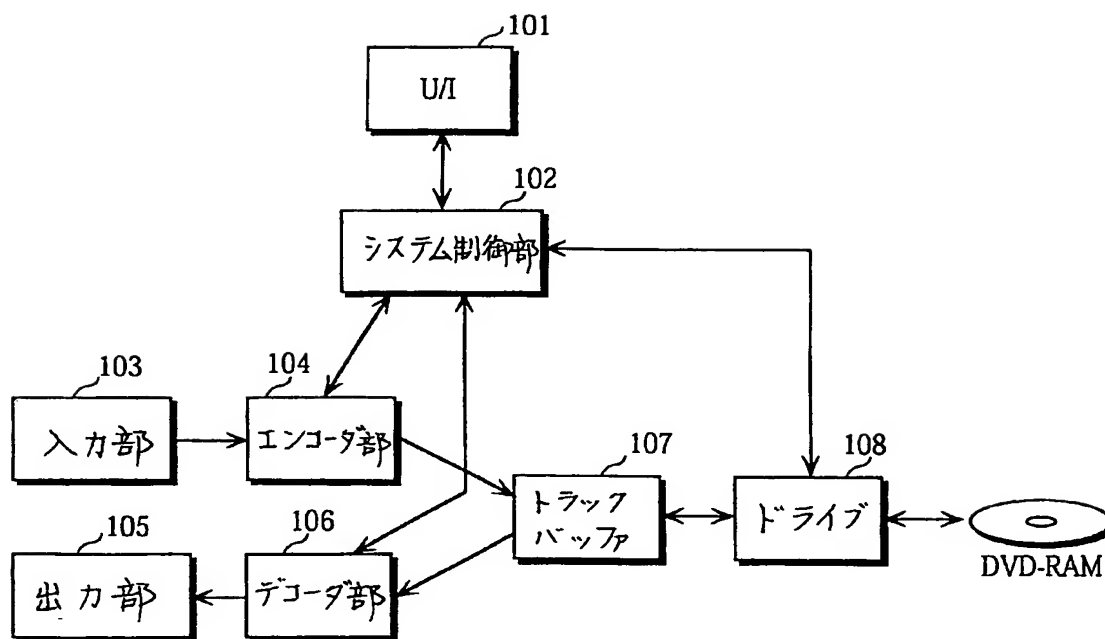 101
U/I
102
システム制御部
103
入力部
104
エンコーダ部
105
出力部
106
デコーダ部
107
トラック
バッファ
108
ドライブ
DVD-RAM